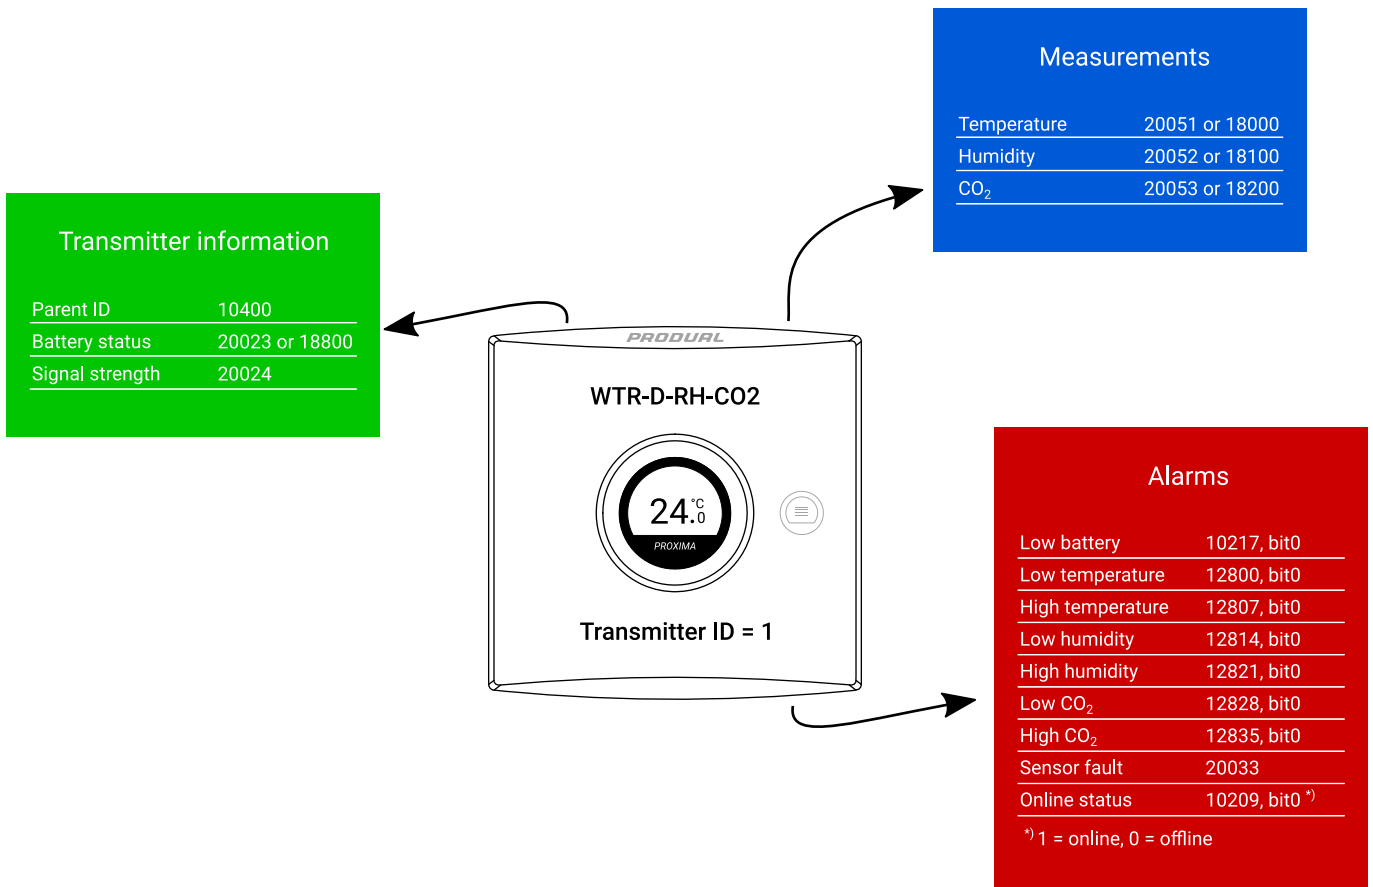 Measurements
Temperature 20051 or 18000
Humidity 20052 or 18100
CO₂ 20053 or 18200
Transmitter information
Parent ID 10400
Battery status 20023 or 18800
Signal strength 20024
PRODUAL
WTR-D-RH-CO2
24.0 °C
PROXIMA
Transmitter ID = 1
Alarms
Low battery 10217, bit0
Low temperature 12800, bit0
High temperature 12807, bit0
Low humidity 12814, bit0
High humidity 12821, bit0
Low CO₂ 12828, bit0
High CO₂ 12835, bit0
Sensor fault 20033
Online status 10209, bit0 *)
*) 1 = online, 0 = offline